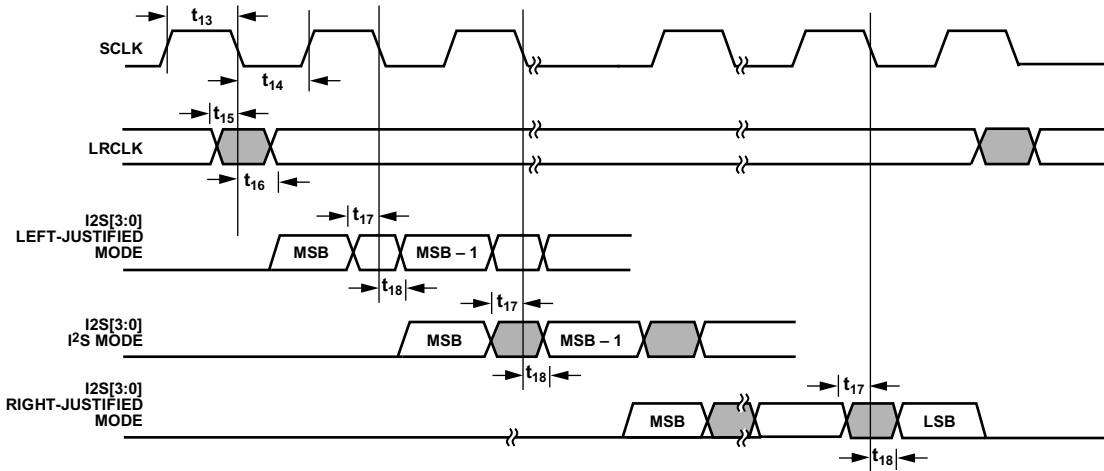 t13
SCLK
t14
t15
LRCLK
t16
I2S[3:0]
LEFT-JUSTIFIED
MODE
t17
MSB
MSB – 1
t18
I2S[3:0]
I2S MODE
t17
MSB
MSB – 1
t18
I2S[3:0]
RIGHT-JUSTIFIED
MODE
t17
MSB
LSB
t18